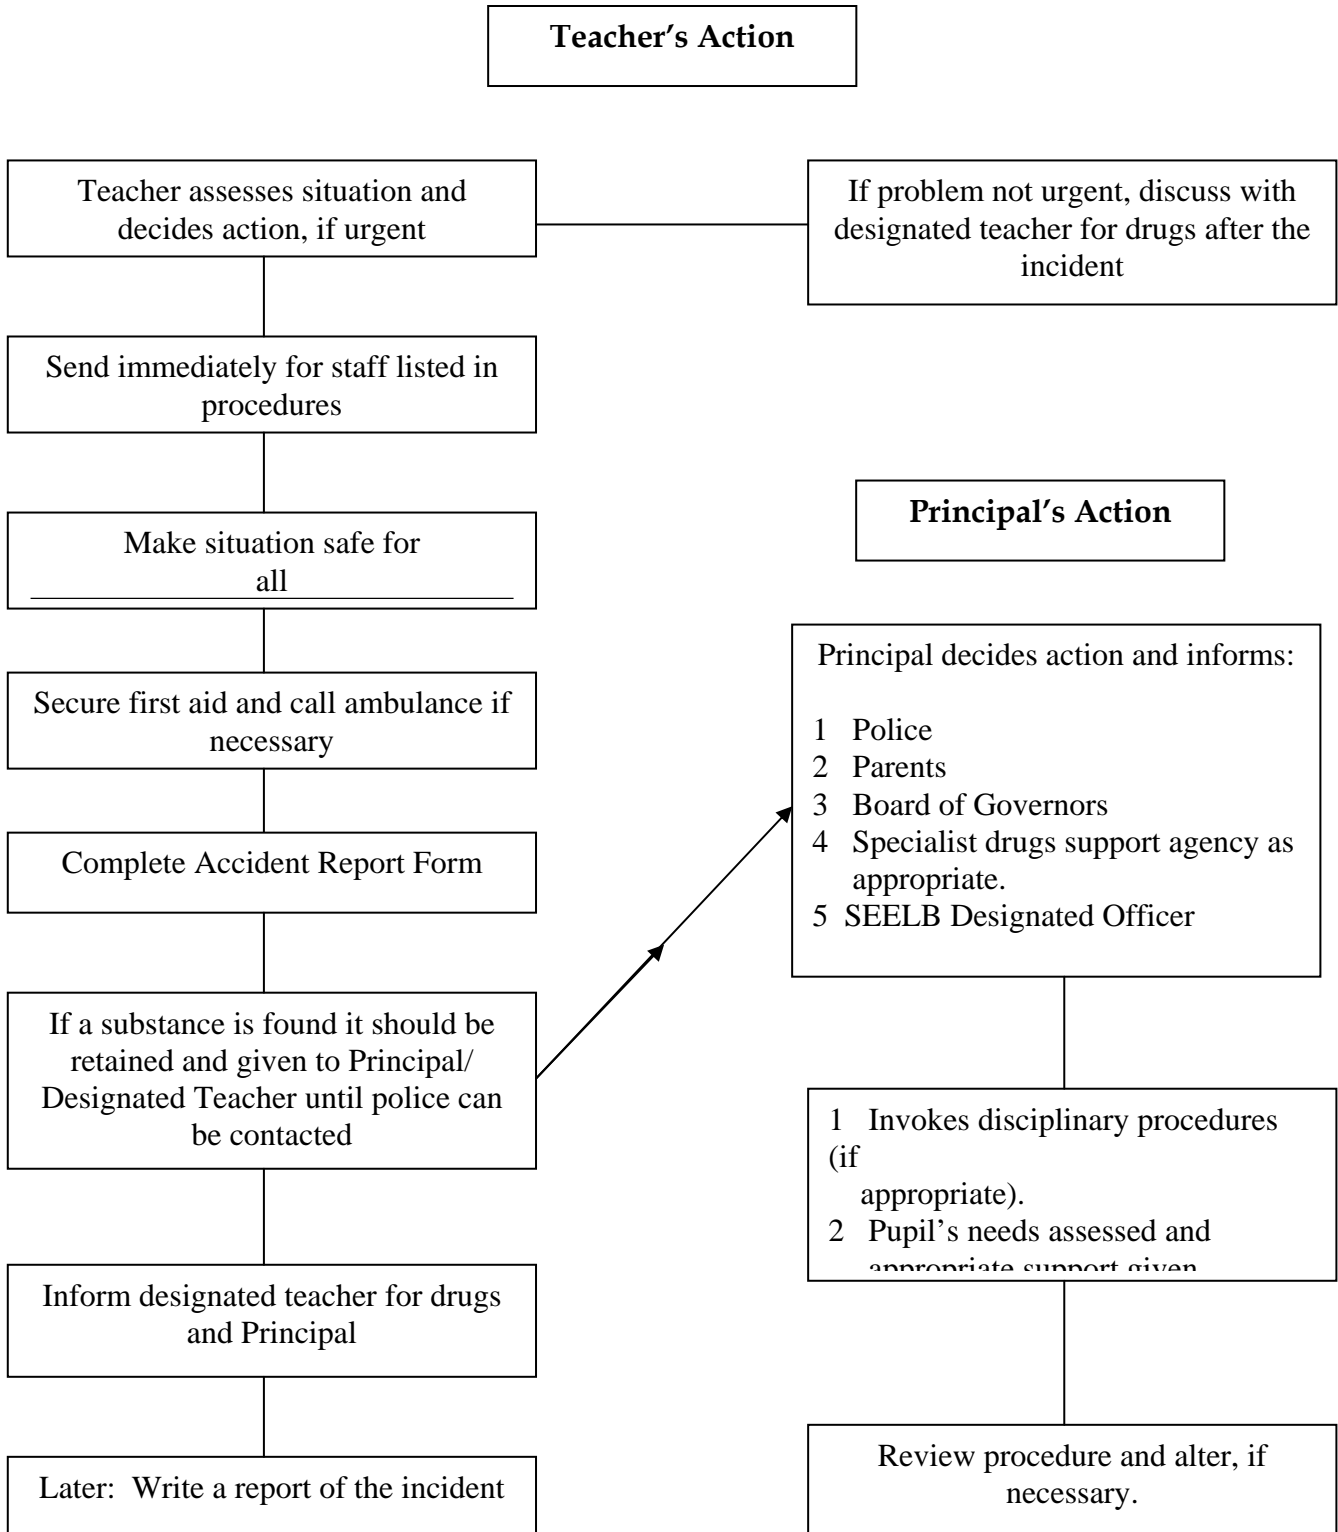 Teacher’s Action
Teacher assesses situation and
decides action, if urgent
If problem not urgent, discuss with
designated teacher for drugs after the
incident
Send immediately for staff listed in
procedures
Make situation safe for
all
Secure first aid and call ambulance if
necessary
Complete Accident Report Form
If a substance is found it should be
retained and given to Principal/
Designated Teacher until police can
be contacted
Inform designated teacher for drugs
and Principal
Later:  Write a report of the incident
Principal’s Action
Principal decides action and informs:
1   Police
2   Parents
3   Board of Governors
4   Specialist drugs support agency as
appropriate.
5  SEELB Designated Officer
1   Invokes disciplinary procedures
(if
appropriate).
2   Pupil’s needs assessed and
appropriate support given
Review procedure and alter, if
necessary.